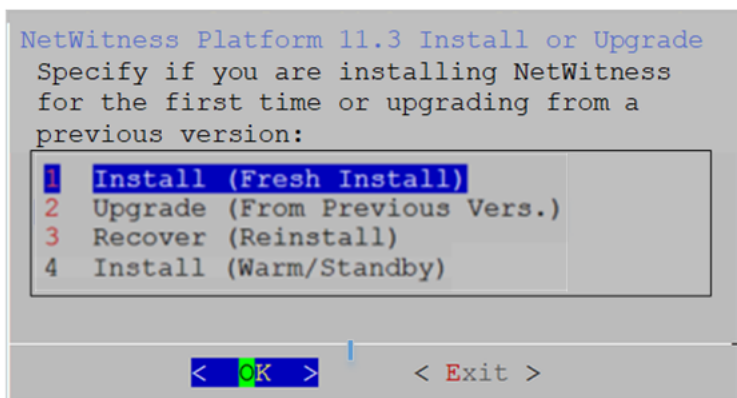 NetWitness Platform 11.3 Install or Upgrade
Specify if you are installing NetWitness
for the first time or upgrading from a
previous version:
1 Install (Fresh Install)
2 Upgrade (From Previous Vers.)
3 Recover (Reinstall)
4 Install (Warm/Standby)
< OK > < Exit >